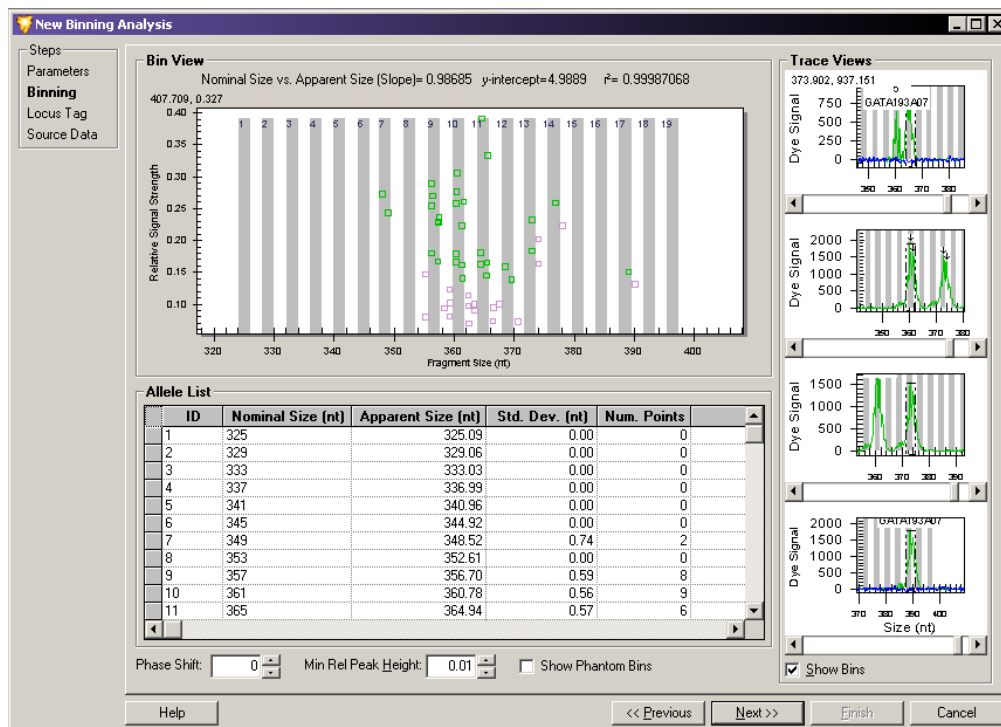 New Binning Analysis
Steps
Parameters
Binning
Locus Tag
Source Data
Bin View
Nominal Size vs. Apparent Size (Slope)= 0.98685 y-intercept=4.9889 r²= 0.99987068
407.709, 0.327
1 2 3 4 5 6 7 8 9 10 11 12 13 14 15 16 17 18 19
0.40
0.35
0.30
0.25
0.20
0.15
0.10
Relative Signal Strength
320 330 340 350 360 370 380 390 400
Fragment Size (nt)
Allele List
ID Nominal Size (nt) Apparent Size (nt) Std. Dev. (nt) Num. Points
1 325 325.09 0.00 0
2 329 329.06 0.00 0
3 333 333.03 0.00 0
4 337 336.99 0.00 0
5 341 340.96 0.00 0
6 345 344.92 0.00 0
7 349 348.52 0.74 2
8 353 352.61 0.00 0
9 357 356.70 0.59 8
10 361 360.78 0.56 9
11 365 364.94 0.57 6
Phase Shift: 0 Min Rel Peak Height: 0.01 Show Phantom Bins
Trace Views
373.902, 937.151
GATA193A07
750
500
250
0
Dye Signal
350 360 370 380
2000
1500
1000
500
0
Dye Signal
350 360 370 380
1500
1000
500
0
Dye Signal
360 370 380 390
GATA193A07
2000
1500
1000
500
0
Dye Signal
370 380 390 400
Size (nt)
Show Bins
Help << Previous Next >> Finish Cancel